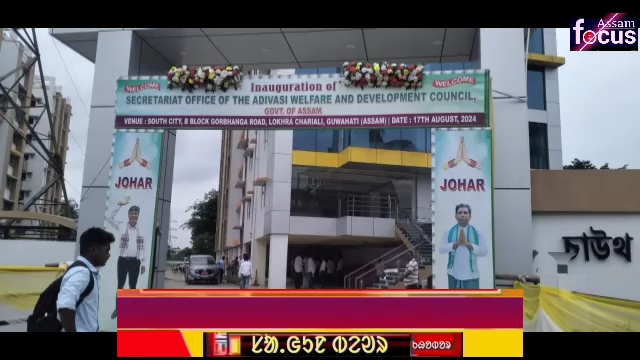 Assam
focus
WELCOME
Inauguration of
WELCOME
SECRETARIAT OFFICE OF THE ADIVASI WELFARE AND DEVELOPMENT COUNCIL,
GOVT. OF ASSAM
VENUE : SOUTH CITY, B BLOCK GORBHANGA ROAD, LOKHRA CHARIALI, GUWAHATI (ASSAM) | DATE : 17TH AUGUST, 2024
JOHAR
JOHAR
চাউথ